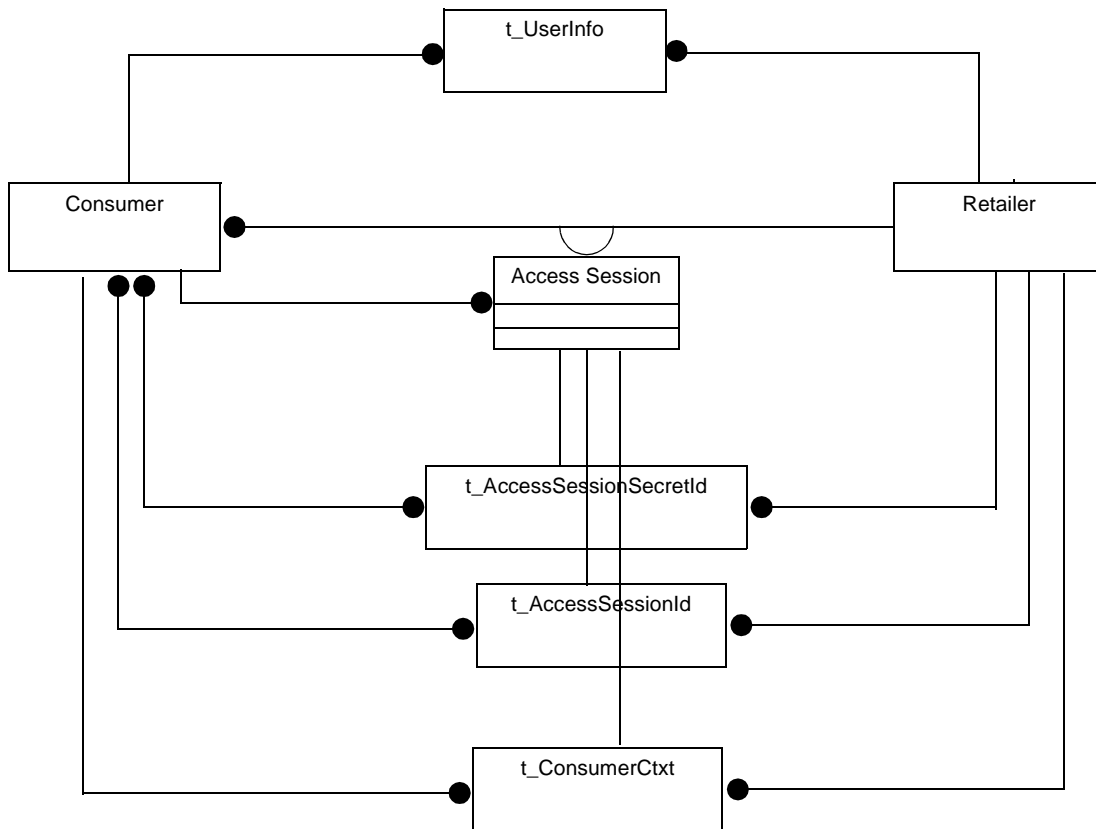 t_UserInfo
Consumer
Retailer
Access Session
t_AccessSessionSecretId
t_AccessSessionId
t_ConsumerCtxt